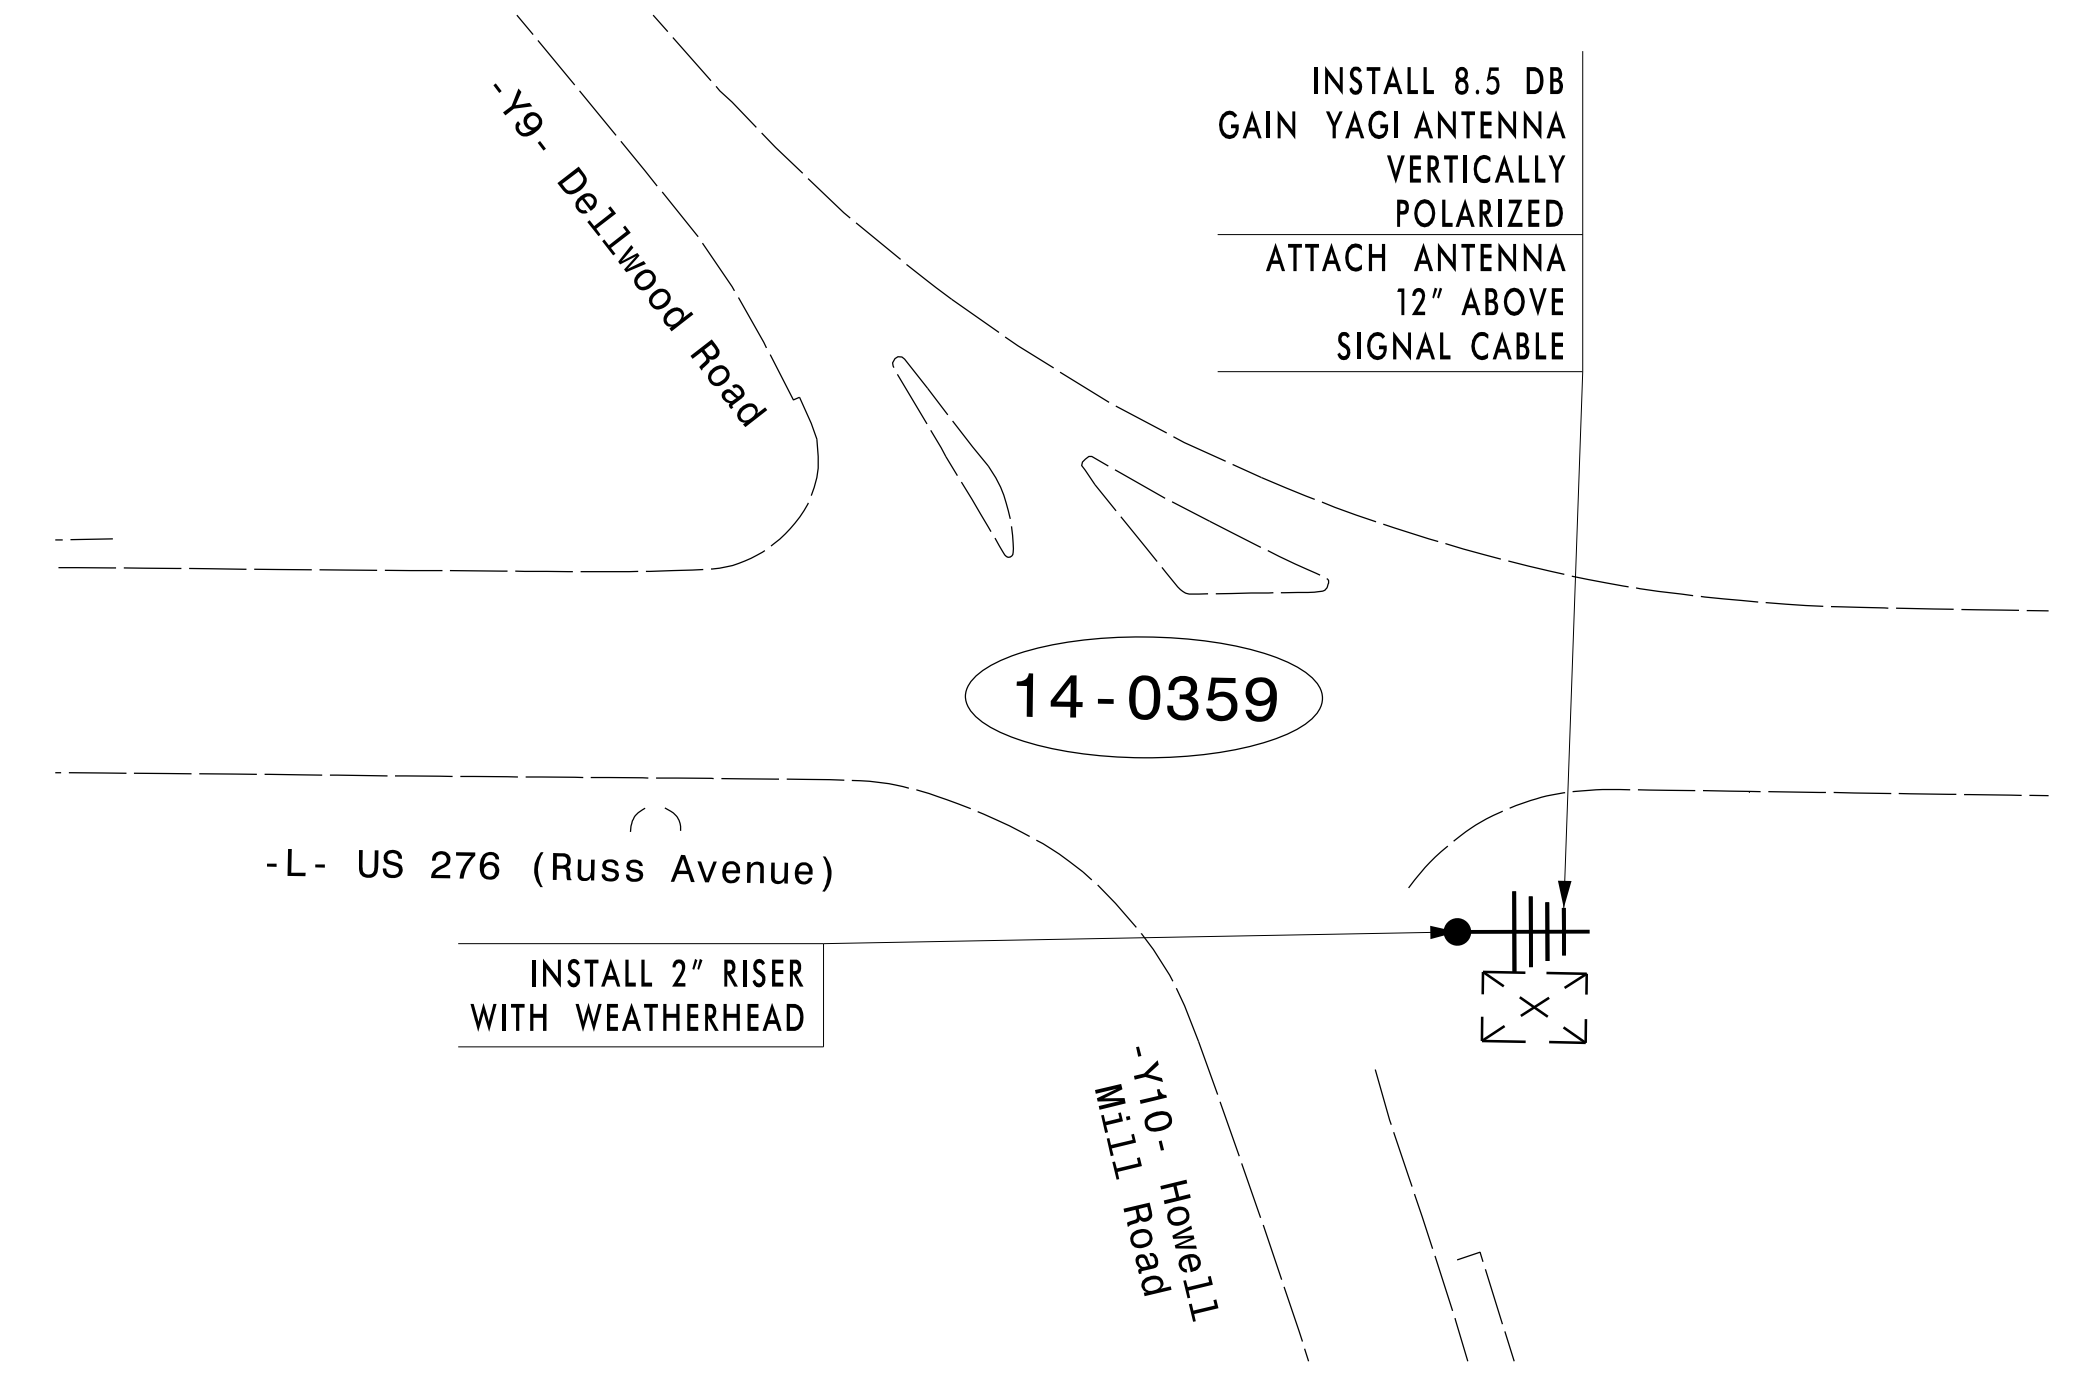 -Y9- Dellwood Road
INSTALL 8.5 DB
GAIN YAGI ANTENNA
VERTICALLY
POLARIZED
ATTACH ANTENNA
12" ABOVE
SIGNAL CABLE
14-0359
-L- US 276 (Russ Avenue)
INSTALL 2" RISER
WITH WEATHERHEAD
-Y10- Howell
Mill Road